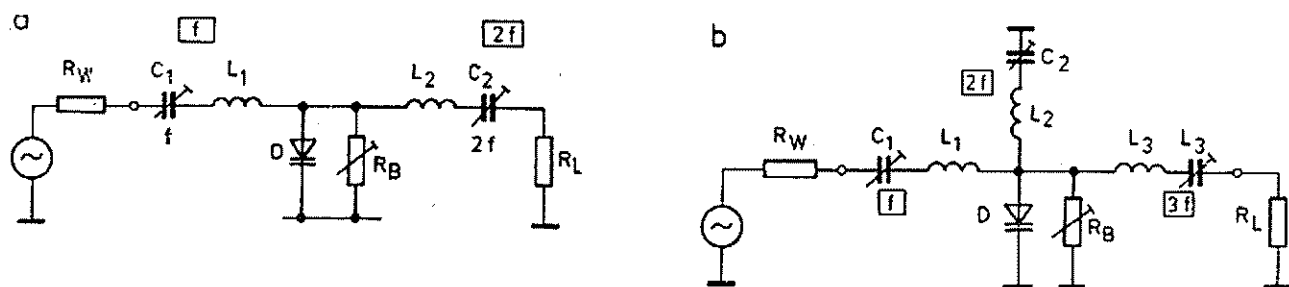 a
f
2f
R_W
C_1
L_1
L_2
C_2
f
2f
D
R_B
R_L
b
C_2
2f
L_2
R_W
C_1
L_1
L_3
L_3
f
3f
D
R_B
R_L